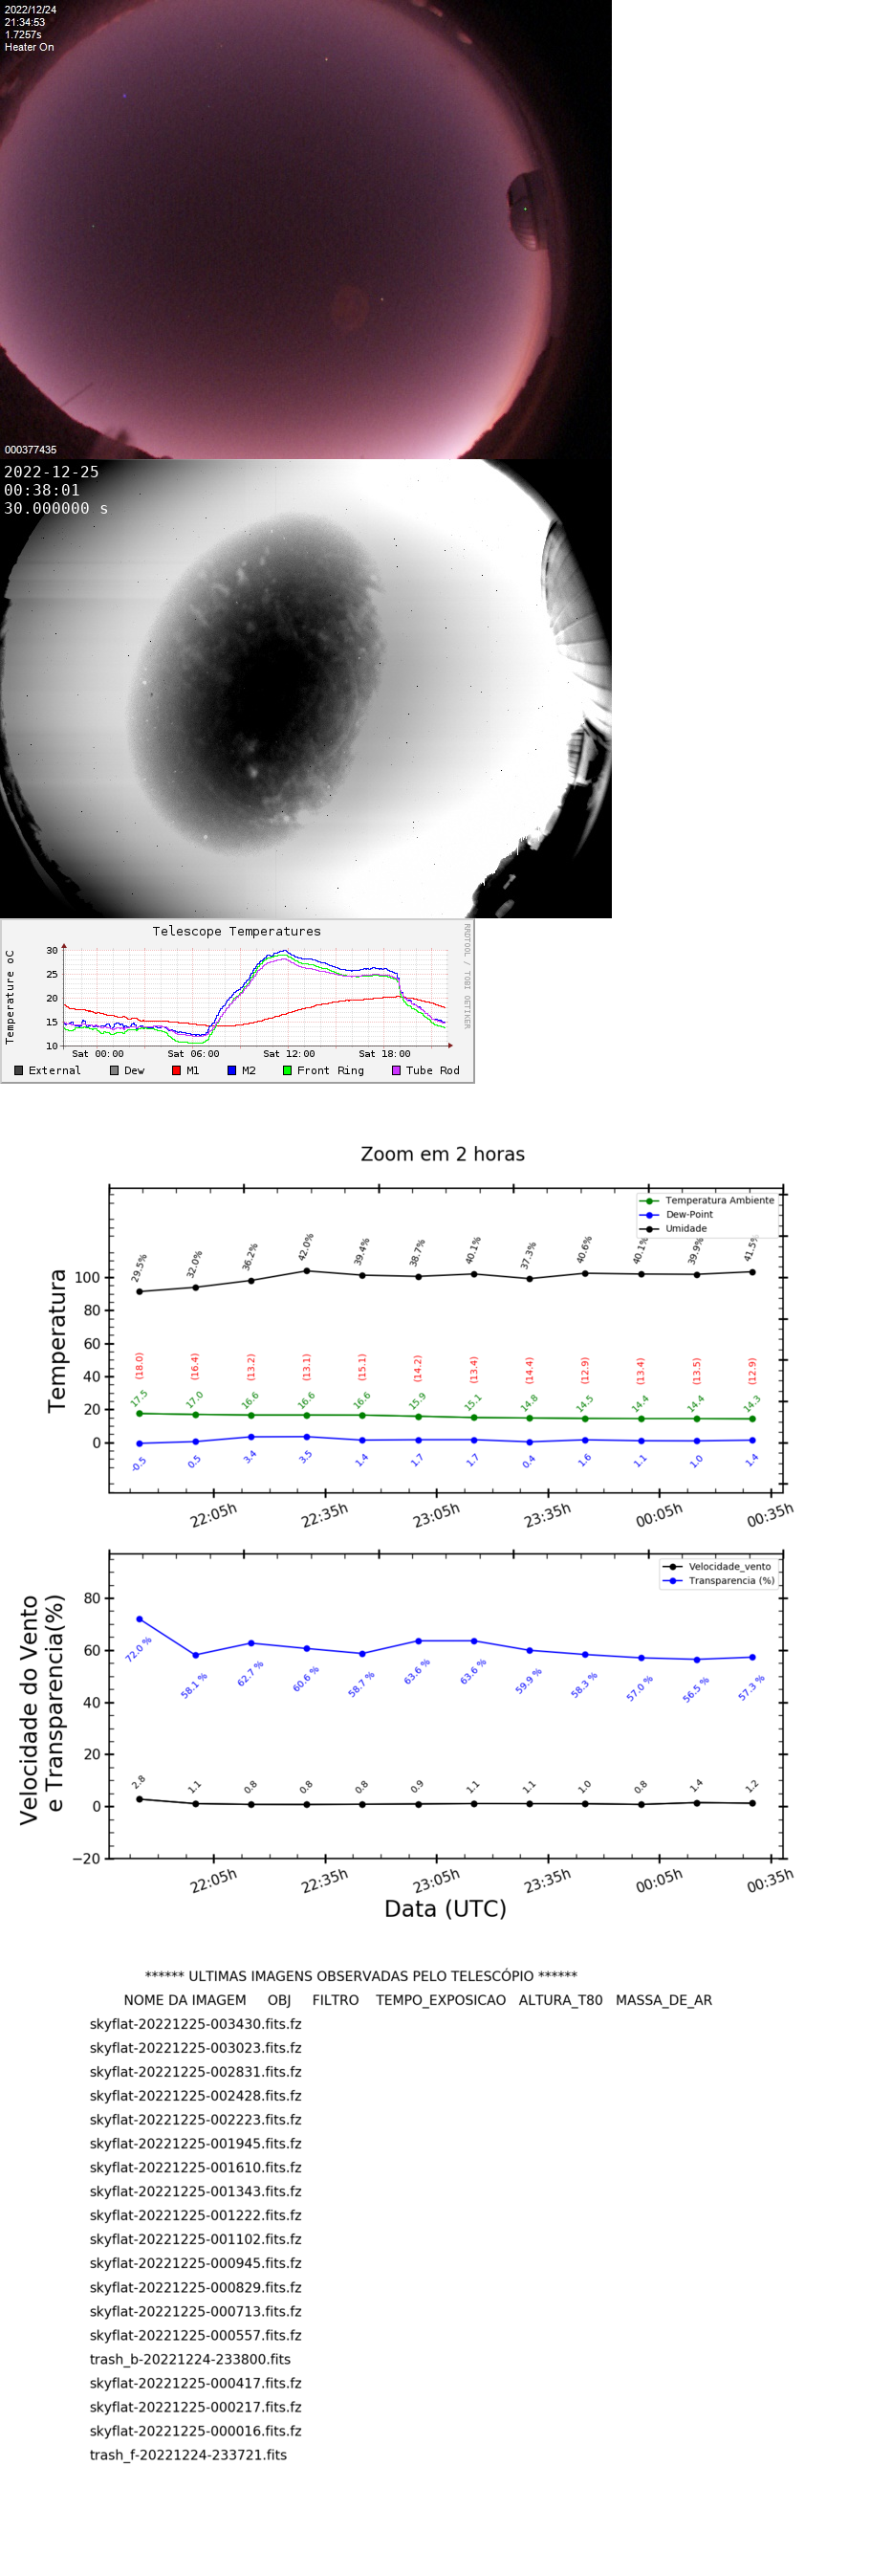 2022/12/24
21:34:53
1.7257s
Heater On
000377435
2022-12-25
00:38:01
30.000000 s
Telescope Temperatures
RRDTOOL / TOBI OETIKER
Temperature oC
30
25
20
15
10
Sat 00:00 Sat 06:00 Sat 12:00 Sat 18:00
External Dew M1 M2 Front Ring Tube Rod
Zoom em 2 horas
Temperatura Ambiente
Dew-Point
Umidade
Temperatura
100
80
60
40
20
0
29.5% 32.0% 36.2% 42.0% 39.4% 38.7% 40.1% 37.3% 40.6% 40.1% 39.9% 41.5%
(18.0) (16.4) (13.2) (13.1) (15.1) (14.2) (13.4) (14.4) (12.9) (13.4) (13.5) (12.9)
17.5 17.0 16.6 16.6 16.6 15.9 15.1 14.8 14.5 14.4 14.4 14.3
-0.5 0.5 3.4 3.5 1.4 1.7 1.7 0.4 1.6 1.1 1.0 1.4
22:05h 22:35h 23:05h 23:35h 00:05h 00:35h
Velocidade_vento
Transparencia (%)
Velocidade do Vento
e Transparencia(%)
80
60
40
20
0
−20
72.0 % 58.1 % 62.7 % 60.6 % 58.7 % 63.6 % 63.6 % 59.9 % 58.3 % 57.0 % 56.5 % 57.3 %
2.8 1.1 0.8 0.8 0.8 0.9 1.1 1.1 1.0 0.8 1.4 1.2
22:05h 22:35h 23:05h 23:35h 00:05h 00:35h
Data (UTC)
****** ULTIMAS IMAGENS OBSERVADAS PELO TELESCÓPIO ******
NOME DA IMAGEM OBJ FILTRO TEMPO_EXPOSICAO ALTURA_T80 MASSA_DE_AR
skyflat-20221225-003430.fits.fz
skyflat-20221225-003023.fits.fz
skyflat-20221225-002831.fits.fz
skyflat-20221225-002428.fits.fz
skyflat-20221225-002223.fits.fz
skyflat-20221225-001945.fits.fz
skyflat-20221225-001610.fits.fz
skyflat-20221225-001343.fits.fz
skyflat-20221225-001222.fits.fz
skyflat-20221225-001102.fits.fz
skyflat-20221225-000945.fits.fz
skyflat-20221225-000829.fits.fz
skyflat-20221225-000713.fits.fz
skyflat-20221225-000557.fits.fz
trash_b-20221224-233800.fits
skyflat-20221225-000417.fits.fz
skyflat-20221225-000217.fits.fz
skyflat-20221225-000016.fits.fz
trash_f-20221224-233721.fits